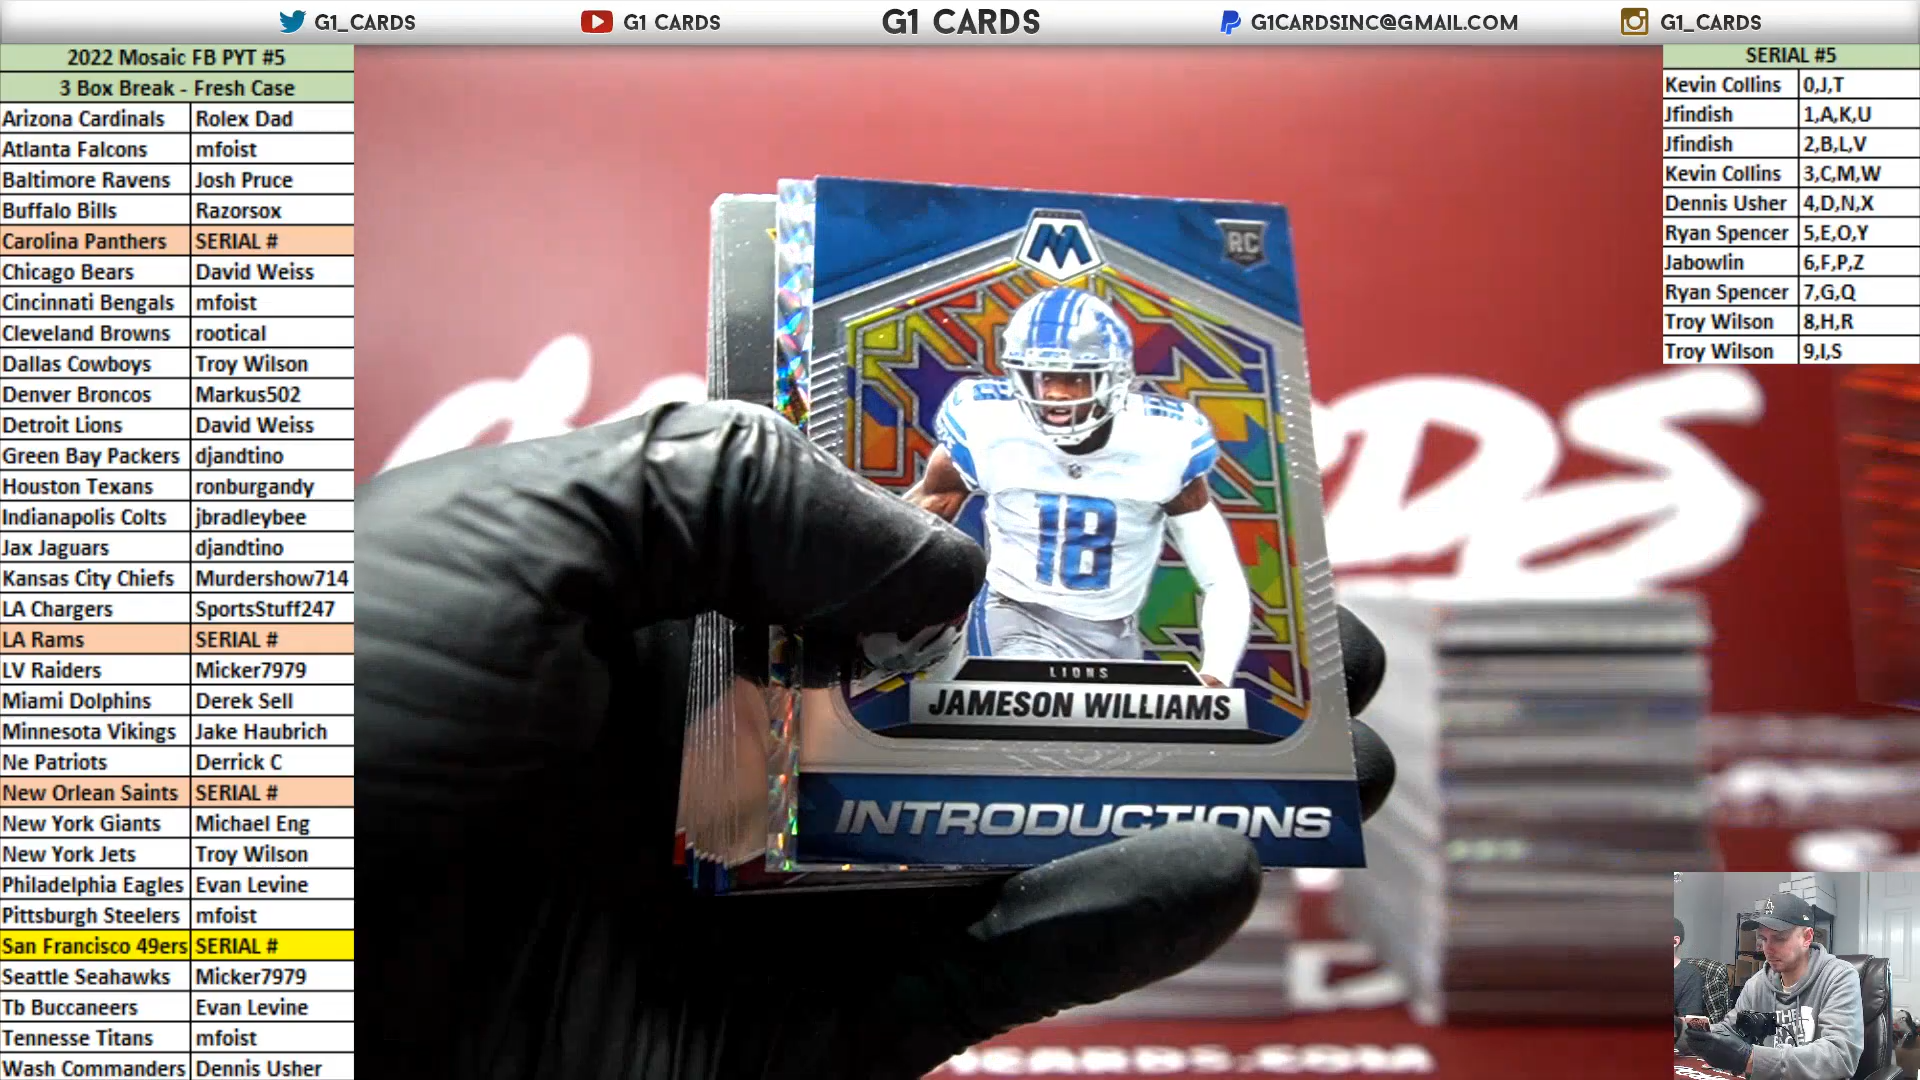 G1_CARDS
G1 CARDS
G1 CARDS
G1CARDSINC@GMAIL.COM
G1_CARDS
2022 Mosaic FB PYT #5
3 Box Break - Fresh Case
Arizona Cardinals Rolex Dad
Atlanta Falcons mfoist
Baltimore Ravens Josh Pruce
Buffalo Bills Razorsox
Carolina Panthers SERIAL #
Chicago Bears David Weiss
Cincinnati Bengals mfoist
Cleveland Browns rootical
Dallas Cowboys Troy Wilson
Denver Broncos Markus502
Detroit Lions David Weiss
Green Bay Packers djandtino
Houston Texans ronburgandy
Indianapolis Colts jbradleybee
Jax Jaguars djandtino
Kansas City Chiefs Murdershow714
LA Chargers SportsStuff247
LA Rams SERIAL #
LV Raiders Micker7979
Miami Dolphins Derek Sell
Minnesota Vikings Jake Haubrich
Ne Patriots Derrick C
New Orlean Saints SERIAL #
New York Giants Michael Eng
New York Jets Troy Wilson
Philadelphia Eagles Evan Levine
Pittsburgh Steelers mfoist
San Francisco 49ers SERIAL #
Seattle Seahawks Micker7979
Tb Buccaneers Evan Levine
Tennesse Titans mfoist
Wash Commanders Dennis Usher
SERIAL #5
Kevin Collins 0,J,T
Jfindish 1,A,K,U
Jfindish 2,B,L,V
Kevin Collins 3,C,M,W
Dennis Usher 4,D,N,X
Ryan Spencer 5,E,O,Y
Jabowlin 6,F,P,Z
Ryan Spencer 7,G,Q
Troy Wilson 8,H,R
Troy Wilson 9,I,S
M
RC
18
LIONS
JAMESON WILLIAMS
INTRODUCTIONS